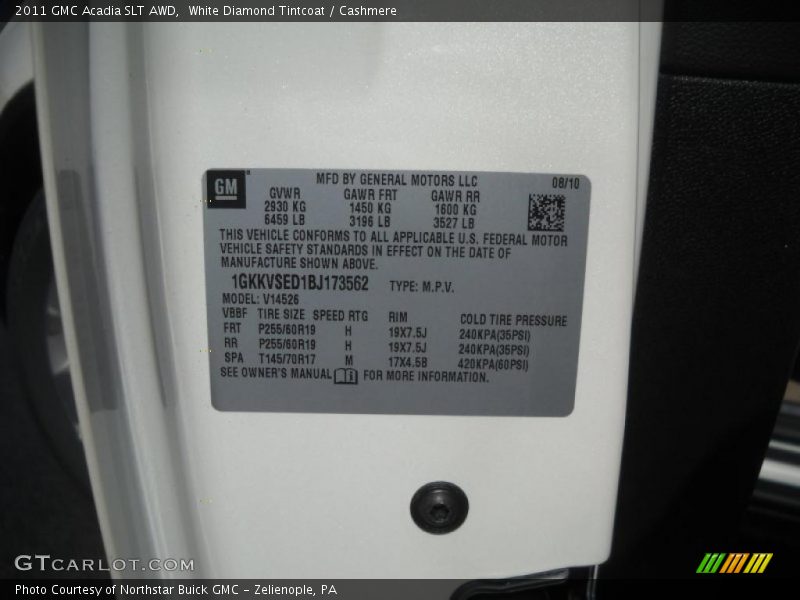 2011 GMC Acadia SLT AWD,  White Diamond Tintcoat / Cashmere
GM
MFD BY GENERAL MOTORS LLC 08/10
GVWR GAWR FRT GAWR RR
2930 KG 1450 KG 1600 KG
6459 LB 3196 LB 3527 LB
THIS VEHICLE CONFORMS TO ALL APPLICABLE U.S. FEDERAL MOTOR
VEHICLE SAFETY STANDARDS IN EFFECT ON THE DATE OF
MANUFACTURE SHOWN ABOVE.
1GKKVSED1BJ173562 TYPE: M.P.V.
MODEL: V14526
VBBF TIRE SIZE SPEED RTG RIM COLD TIRE PRESSURE
FRT P255/60R19 H 19X7.5J 240KPA(35PSI)
RR P255/60R19 H 19X7.5J 240KPA(35PSI)
SPA T145/70R17 M 17X4.5B 420KPA(60PSI)
SEE OWNER'S MANUAL FOR MORE INFORMATION.
GTCARLOT.COM
Photo Courtesy of Northstar Buick GMC - Zelienople, PA